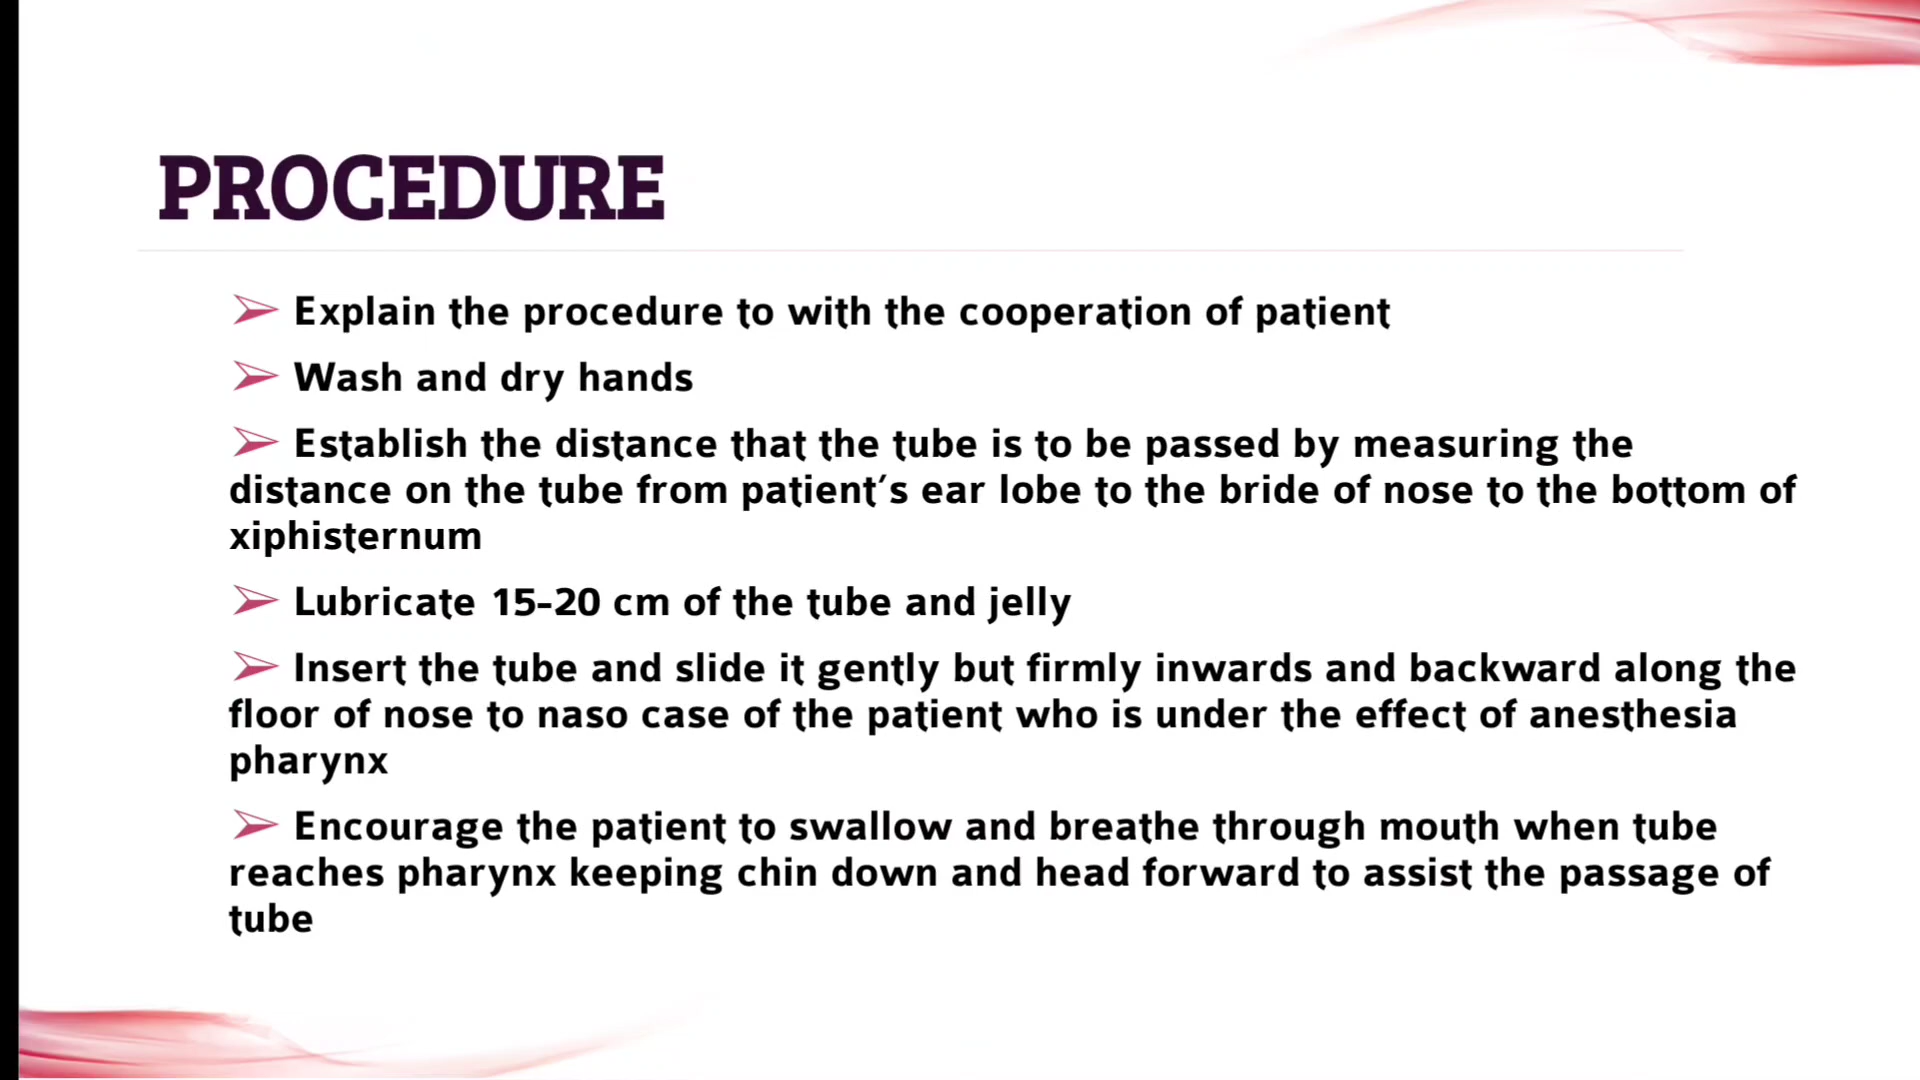 PROCEDURE
➢ Explain the procedure to with the cooperation of patient
➢ Wash and dry hands
➢ Establish the distance that the tube is to be passed by measuring the
distance on the tube from patient's ear lobe to the bride of nose to the bottom of
xiphisternum
➢ Lubricate 15-20 cm of the tube and jelly
➢ Insert the tube and slide it gently but firmly inwards and backward along the
floor of nose to naso case of the patient who is under the effect of anesthesia
pharynx
➢ Encourage the patient to swallow and breathe through mouth when tube
reaches pharynx keeping chin down and head forward to assist the passage of
tube